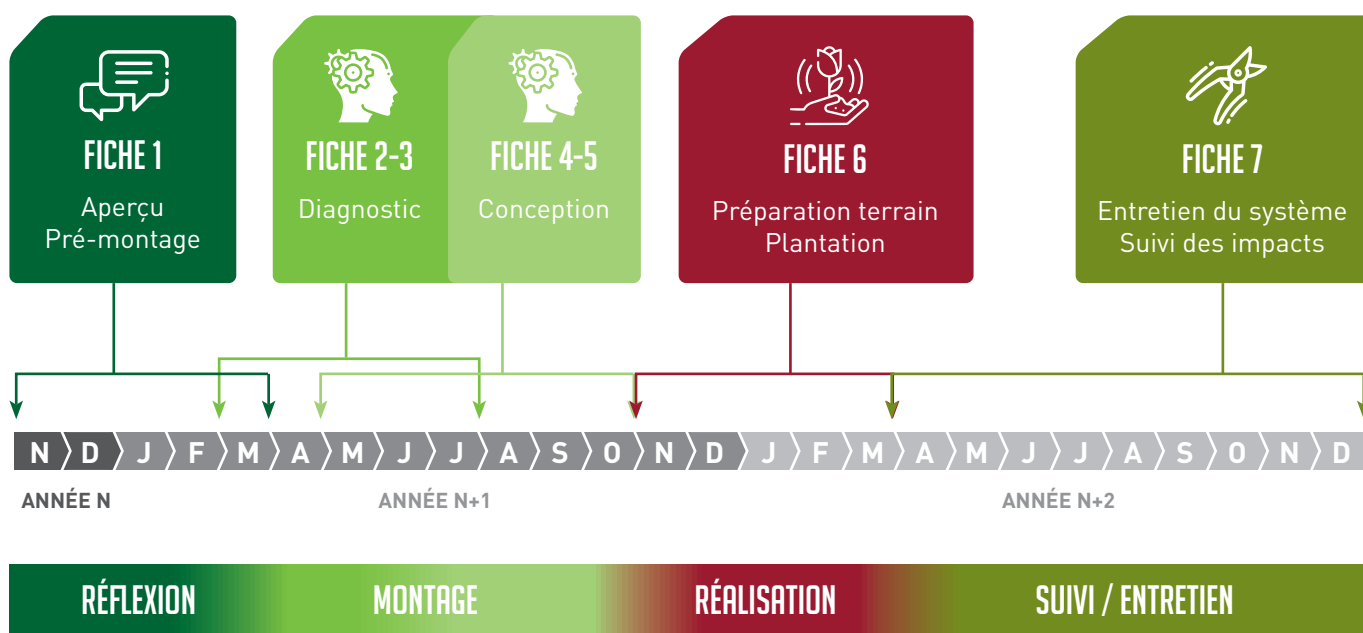 FICHE 1
Aperçu
Pré-montage
FICHE 2-3
Diagnostic
FICHE 4-5
Conception
FICHE 6
Préparation terrain
Plantation
FICHE 7
Entretien du système
Suivi des impacts
N D J F M A M J J A S O N D J F M A M J J A S O N D
ANNÉE N
ANNÉE N+1
ANNÉE N+2
RÉFLEXION
MONTAGE
RÉALISATION
SUIVI / ENTRETIEN